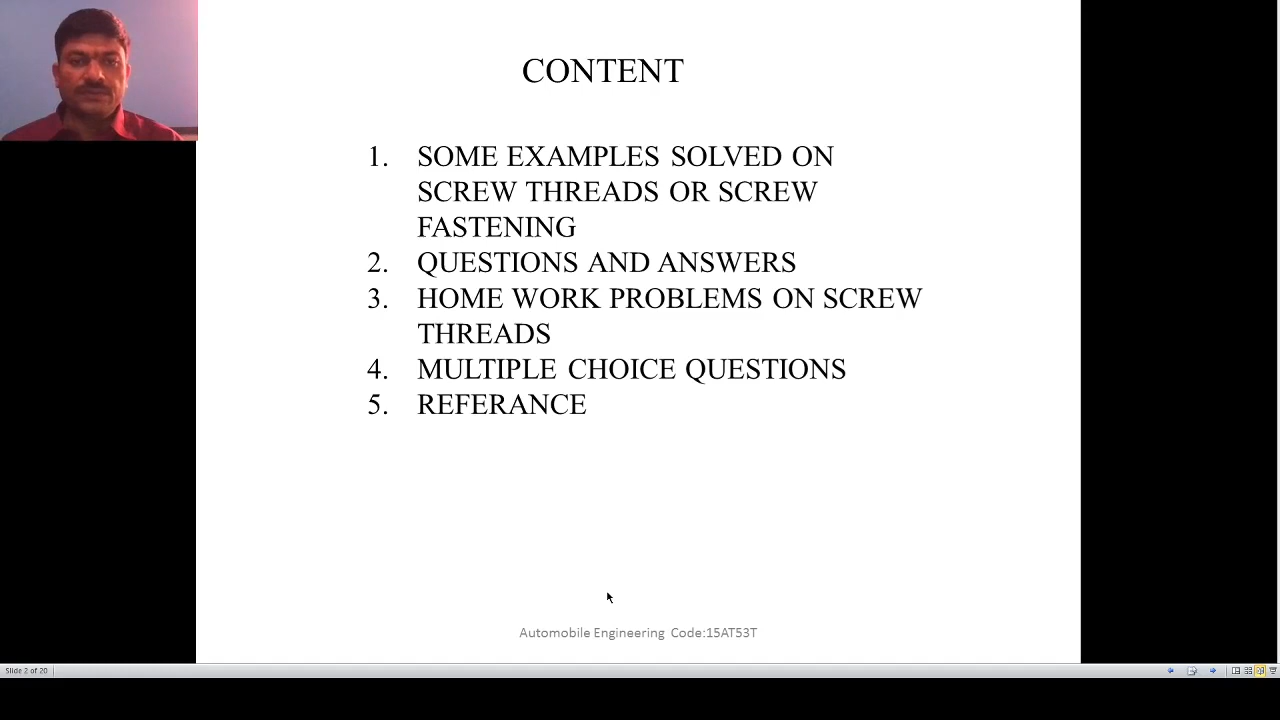 CONTENT
1. SOME EXAMPLES SOLVED ON
SCREW THREADS OR SCREW
FASTENING
2. QUESTIONS AND ANSWERS
3. HOME WORK PROBLEMS ON SCREW
THREADS
4. MULTIPLE CHOICE QUESTIONS
5. REFERANCE
Automobile Engineering Code:15AT53T
Slide 2 of 20